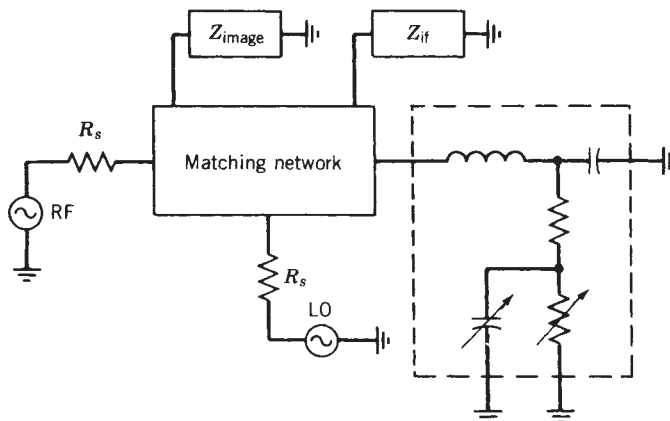 Z_image
Z_if
R_s
Matching network
RF
R_s
LO